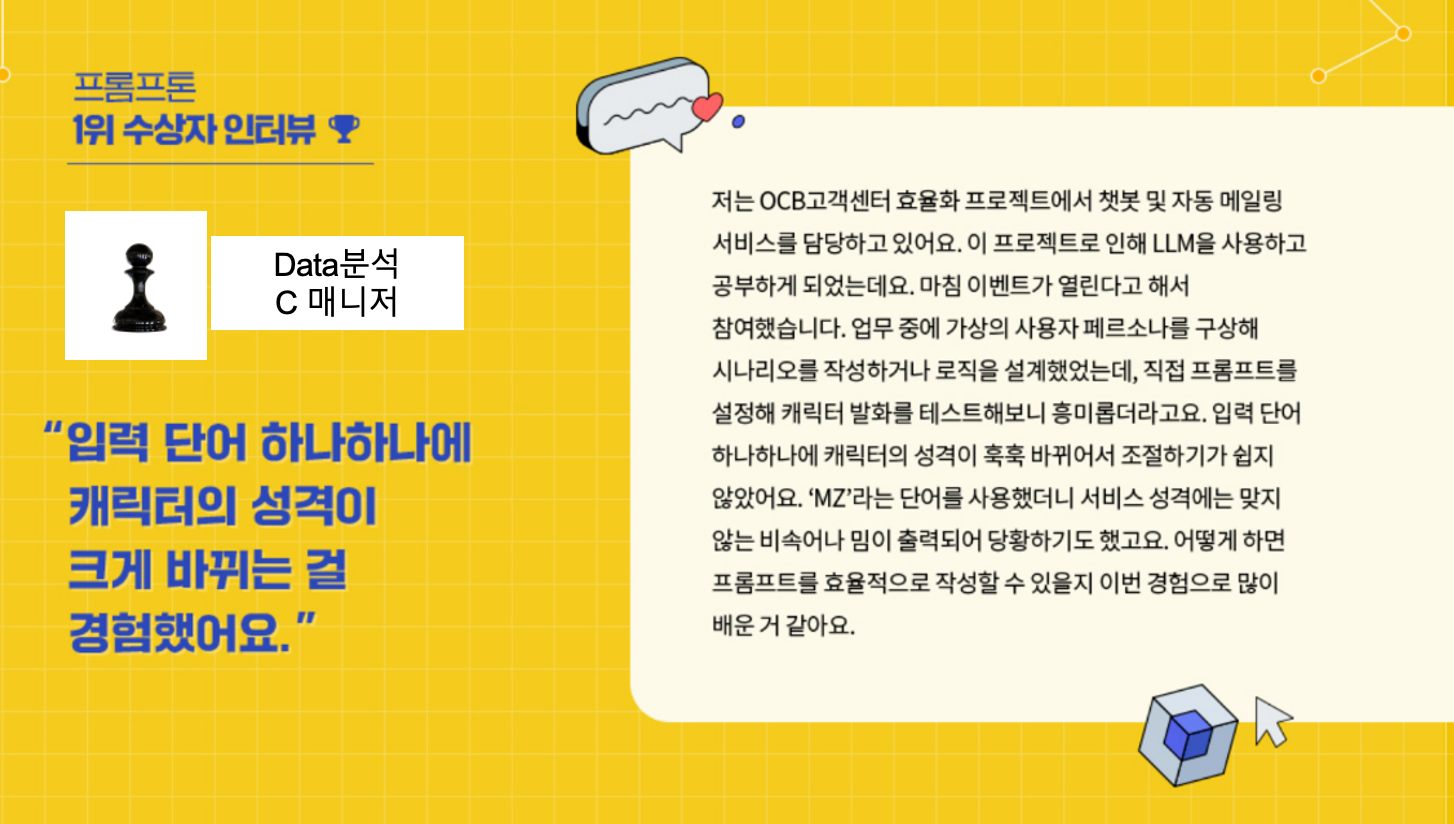 프롬프톤
1위 수상자 인터뷰
Data분석
C 매니저
“입력 단어 하나하나에
캐릭터의 성격이
크게 바뀌는 걸
경험했어요.”
저는 OCB고객센터 효율화 프로젝트에서 챗봇 및 자동 메일링
서비스를 담당하고 있어요. 이 프로젝트로 인해 LLM을 사용하고
공부하게 되었는데요. 마침 이벤트가 열린다고 해서
참여했습니다. 업무 중에 가상의 사용자 페르소나를 구상해
시나리오를 작성하거나 로직을 설계했었는데, 직접 프롬프트를
설정해 캐릭터 발화를 테스트해보니 흥미롭더라고요. 입력 단어
하나하나에 캐릭터의 성격이 훅훅 바뀌어서 조절하기가 쉽지
않았어요. ‘MZ’라는 단어를 사용했더니 서비스 성격에는 맞지
않는 비속어나 밈이 출력되어 당황하기도 했고요. 어떻게 하면
프롬프트를 효율적으로 작성할 수 있을지 이번 경험으로 많이
배운 거 같아요.